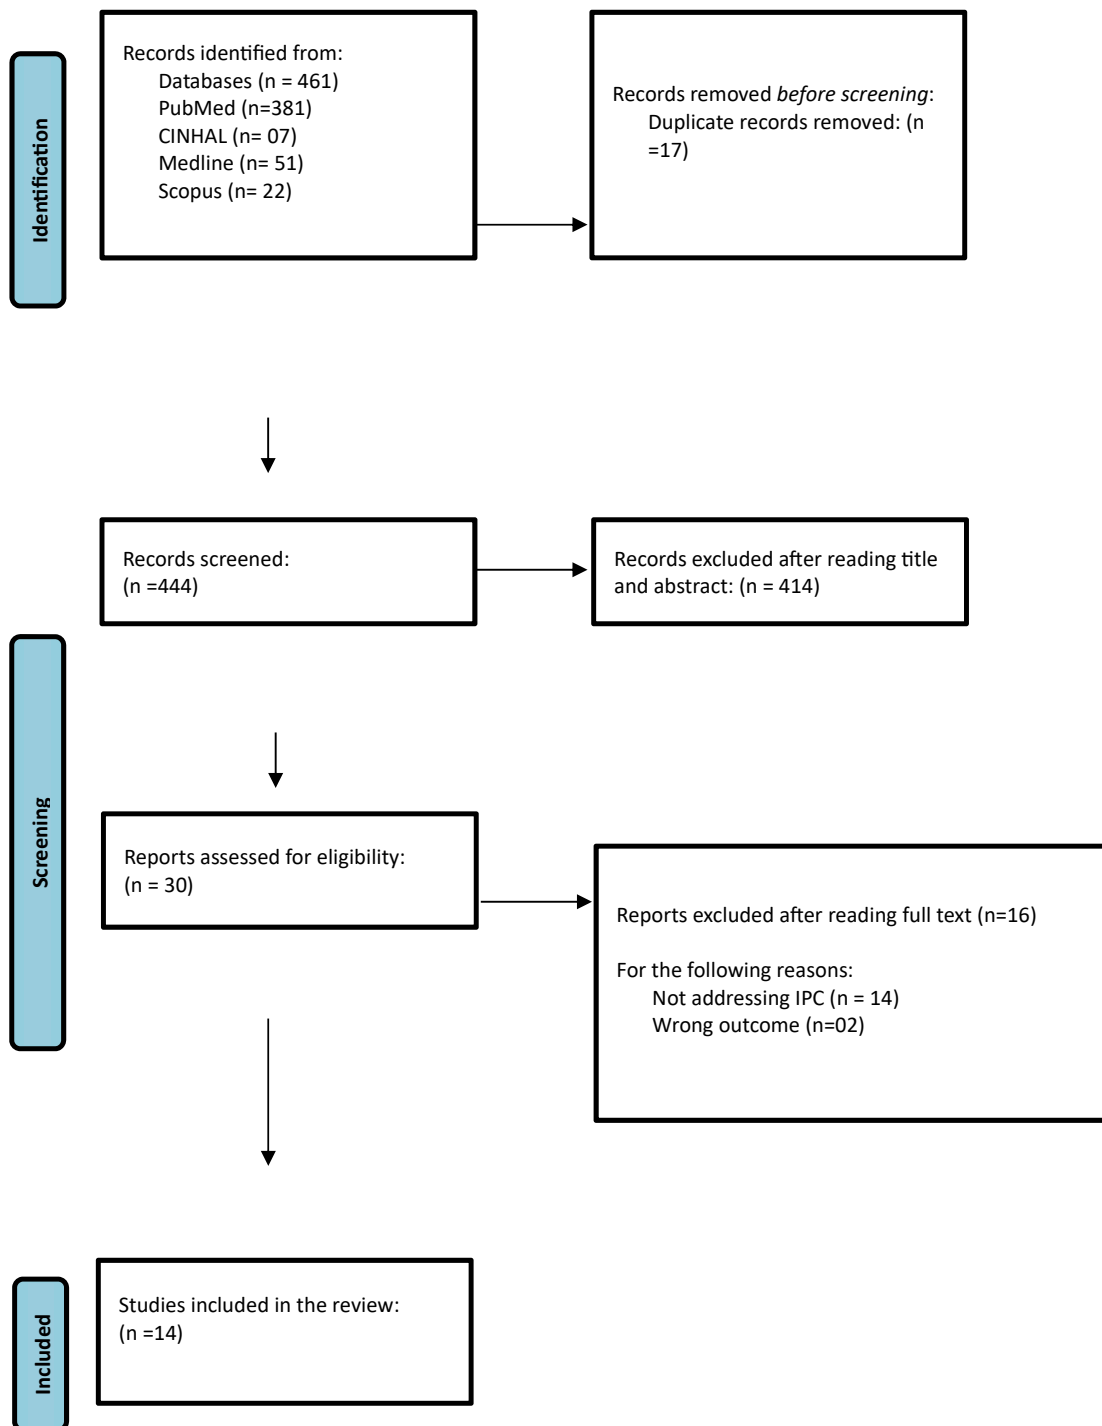 Identification
Records identified from:
Databases (n = 461)
PubMed (n=381)
CINHAL (n= 07)
Medline (n= 51)
Scopus (n= 22)
Records removed before screening:
Duplicate records removed: (n
=17)
Screening
Records screened:
(n =444)
Records excluded after reading title
and abstract: (n = 414)
Reports assessed for eligibility:
(n = 30)
Reports excluded after reading full text (n=16)
For the following reasons:
Not addressing IPC (n = 14)
Wrong outcome (n=02)
Included
Studies included in the review:
(n =14)